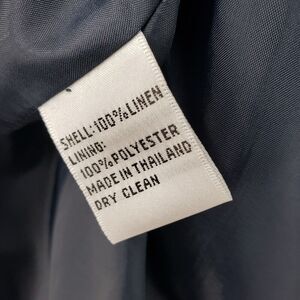 SHELL: 100% LINEN
LINING:
100% POLYESTER
MADE IN THAILAND
DRY CLEAN